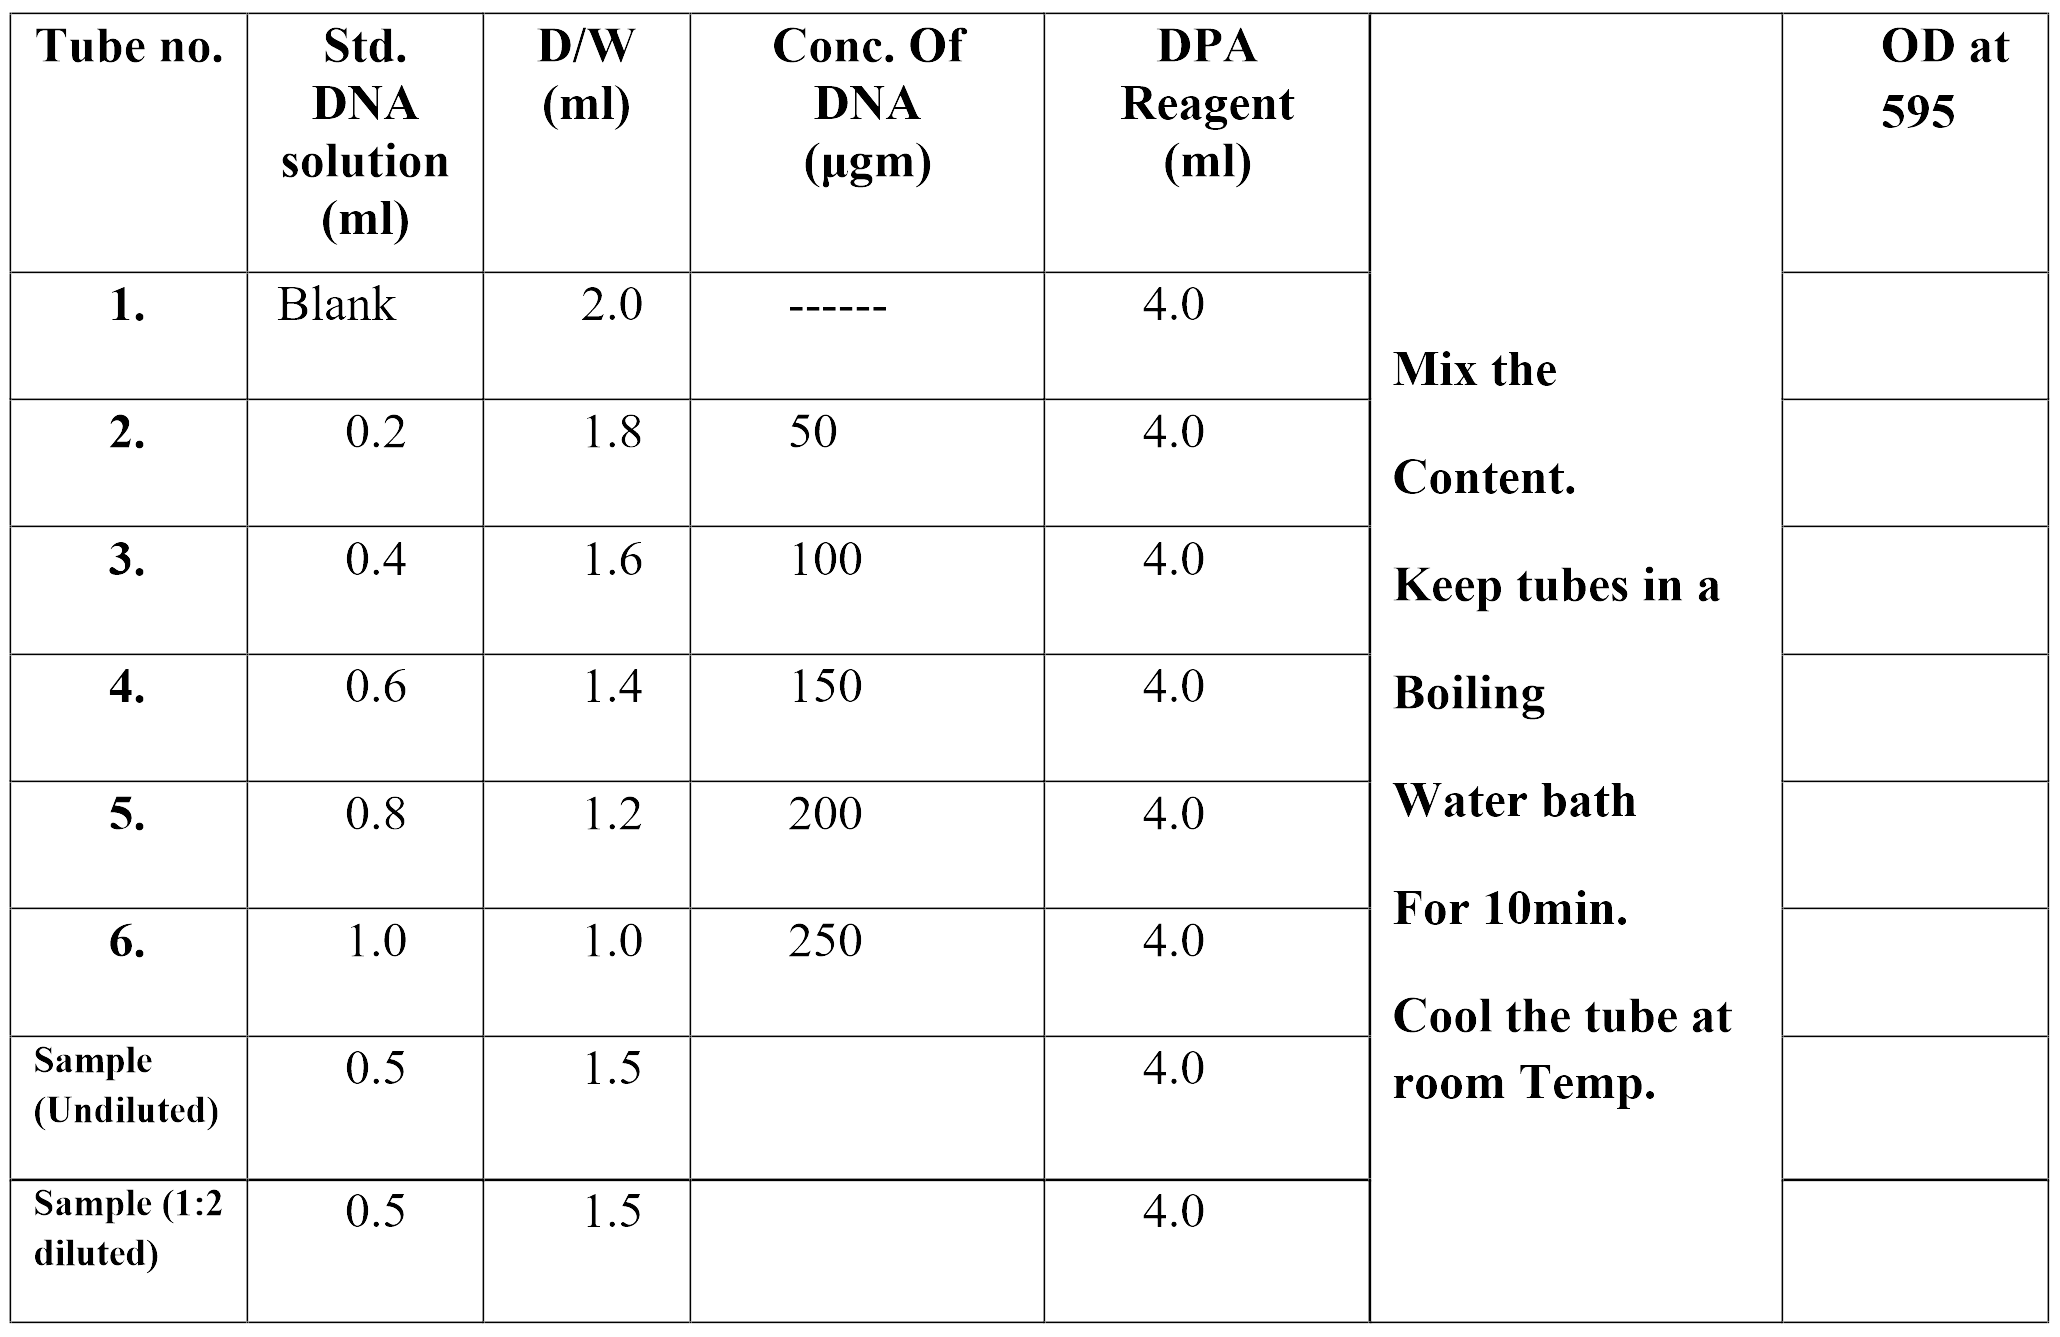 Tube no.
Std.
DNA
solution
(ml)
D/W
(ml)
Conc. Of
DNA
(µgm)
DPA
Reagent
(ml)
OD at
595
1.
Blank
2.0
------
4.0
2.
0.2
1.8
50
4.0
3.
0.4
1.6
100
4.0
4.
0.6
1.4
150
4.0
5.
0.8
1.2
200
4.0
6.
1.0
1.0
250
4.0
Sample
(Undiluted)
0.5
1.5
4.0
Sample (1:2
diluted)
0.5
1.5
4.0
Mix the
Content.
Keep tubes in a
Boiling
Water bath
For 10min.
Cool the tube at
room Temp.